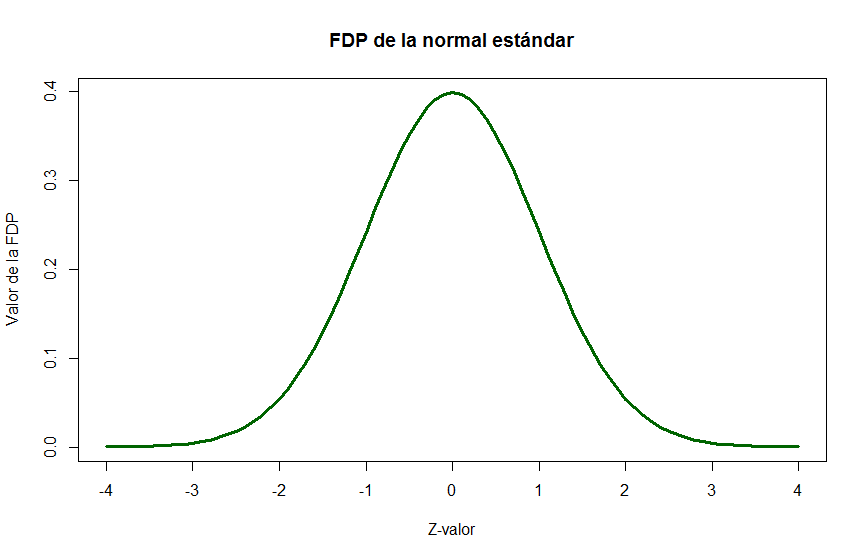 FDP de la normal estándar
Valor de la FDP
0.4
0.3
0.2
0.1
0.0
-4 -3 -2 -1 0 1 2 3 4
Z-valor